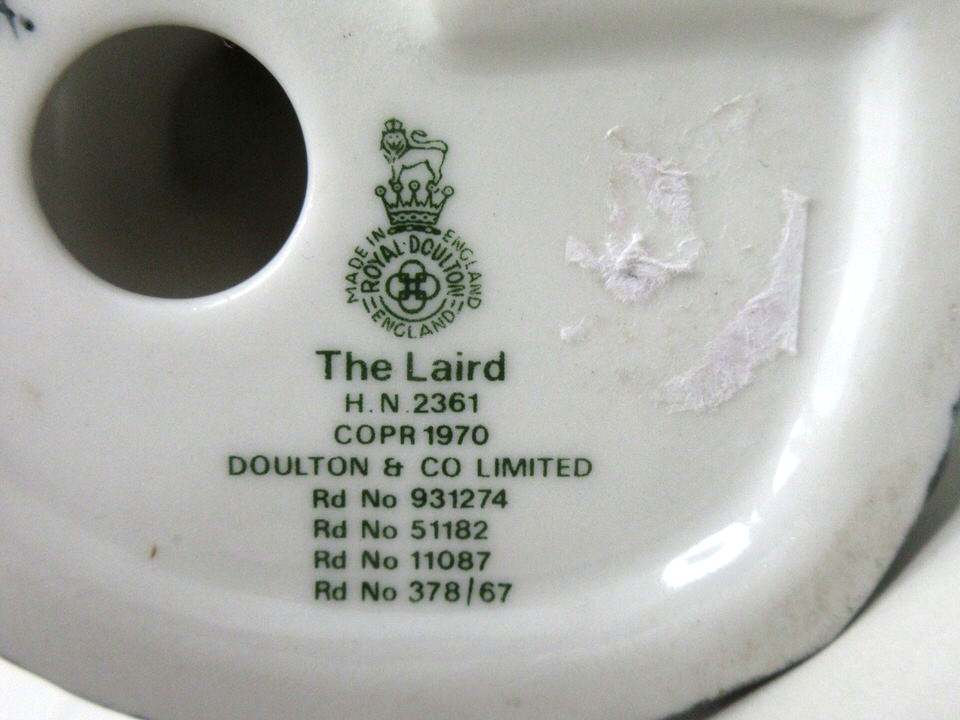 MADE IN ENGLAND
ROYAL·DOULTON
ENGLAND
The Laird
H.N.2361
COPR 1970
DOULTON & CO LIMITED
Rd No 931274
Rd No 51182
Rd No 11087
Rd No 378/67